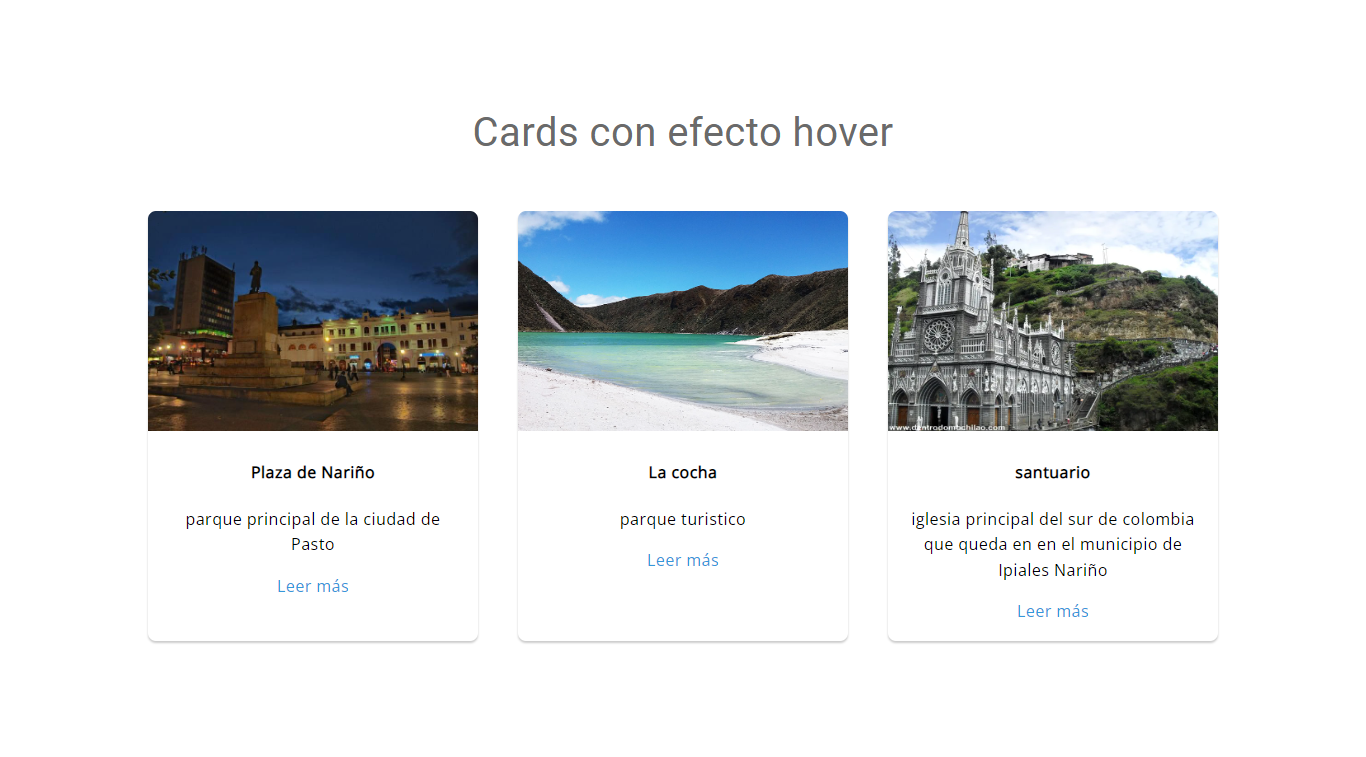 Cards con efecto hover
Plaza de Nariño
parque principal de la ciudad de
Pasto
Leer más
La cocha
parque turistico
Leer más
www.dentrodomochilao.com
santuario
iglesia principal del sur de colombia
que queda en en el municipio de
Ipiales Nariño
Leer más